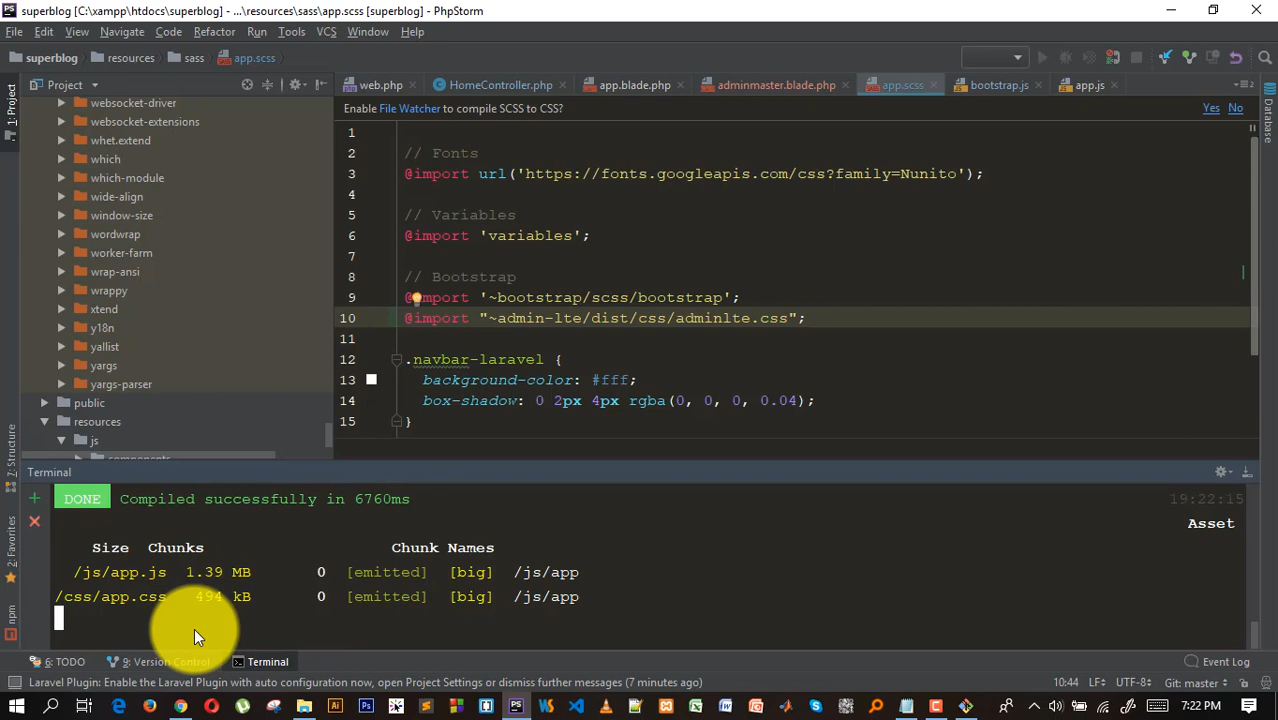 superblog [C:\xampp\htdocs\superblog] - ...\resources\sass\app.scss [superblog] - PhpStorm
File Edit View Navigate Code Refactor Run Tools VCS Window Help
superblog resources sass app.scss
Project
web.php HomeController.php app.blade.php adminmaster.blade.php app.scss bootstrap.js app.js
Enable File Watcher to compile SCSS to CSS? Yes No
websocket-driver
websocket-extensions
whet.extend
which
which-module
wide-align
window-size
wordwrap
worker-farm
wrap-ansi
wrappy
xtend
y18n
yallist
yargs
yargs-parser
public
resources
js
1
2 // Fonts
3 @import url('https://fonts.googleapis.com/css?family=Nunito');
4
5 // Variables
6 @import 'variables';
7
8 // Bootstrap
9 @import '~bootstrap/scss/bootstrap';
10 @import "~admin-lte/dist/css/adminlte.css";
11
12 .navbar-laravel {
13 background-color: #fff;
14 box-shadow: 0 2px 4px rgba(0, 0, 0, 0.04);
15 }
1: Project
7: Structure
2: Favorites
npm
Database
Terminal
DONE Compiled successfully in 6760ms 19:22:15
Asset
Size Chunks Chunk Names
/js/app.js 1.39 MB 0 [emitted] [big] /js/app
/css/app.css 494 kB 0 [emitted] [big] /js/app
6: TODO 9: Version Control Terminal Event Log
Laravel Plugin: Enable the Laravel Plugin with auto configuration now, open Project Settings or dismiss further messages (7 minutes ago) 10:44 LF UTF-8 Git: master
7:22 PM